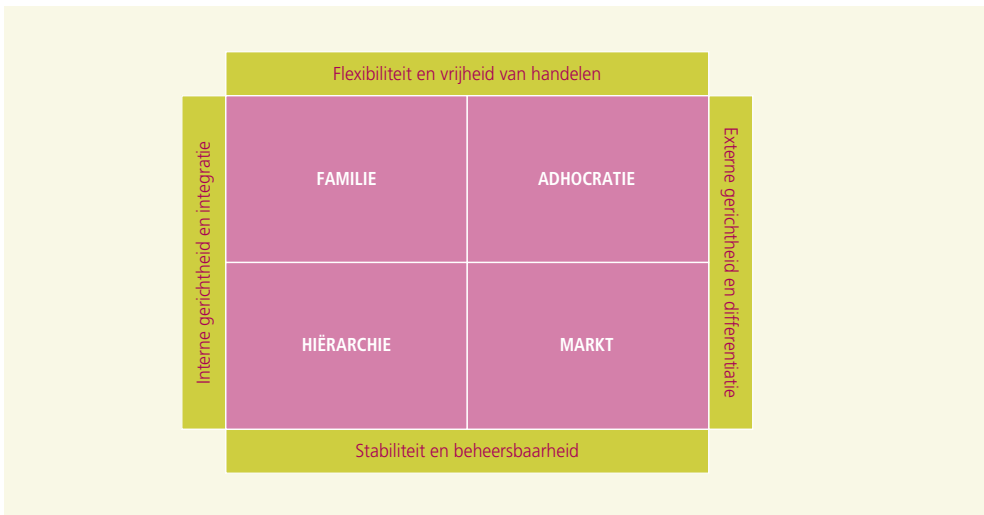 Flexibiliteit en vrijheid van handelen
Interne gerichtheid en integratie
FAMILIE
ADHOCRATIE
Externe gerichtheid en differentiatie
HIËRARCHIE
MARKT
Stabiliteit en beheersbaarheid